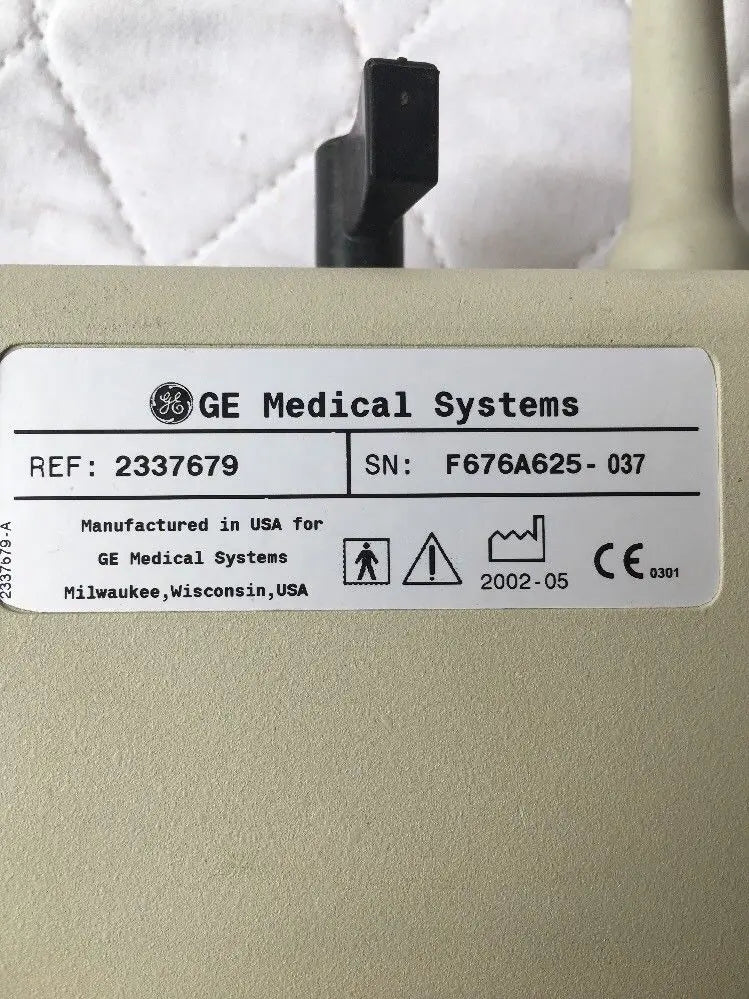 GE Medical Systems
REF: 2337679
SN: F676A625-037
Manufactured in USA for
GE Medical Systems
Milwaukee,Wisconsin,USA
2002-05
CE 0301
2337679-A